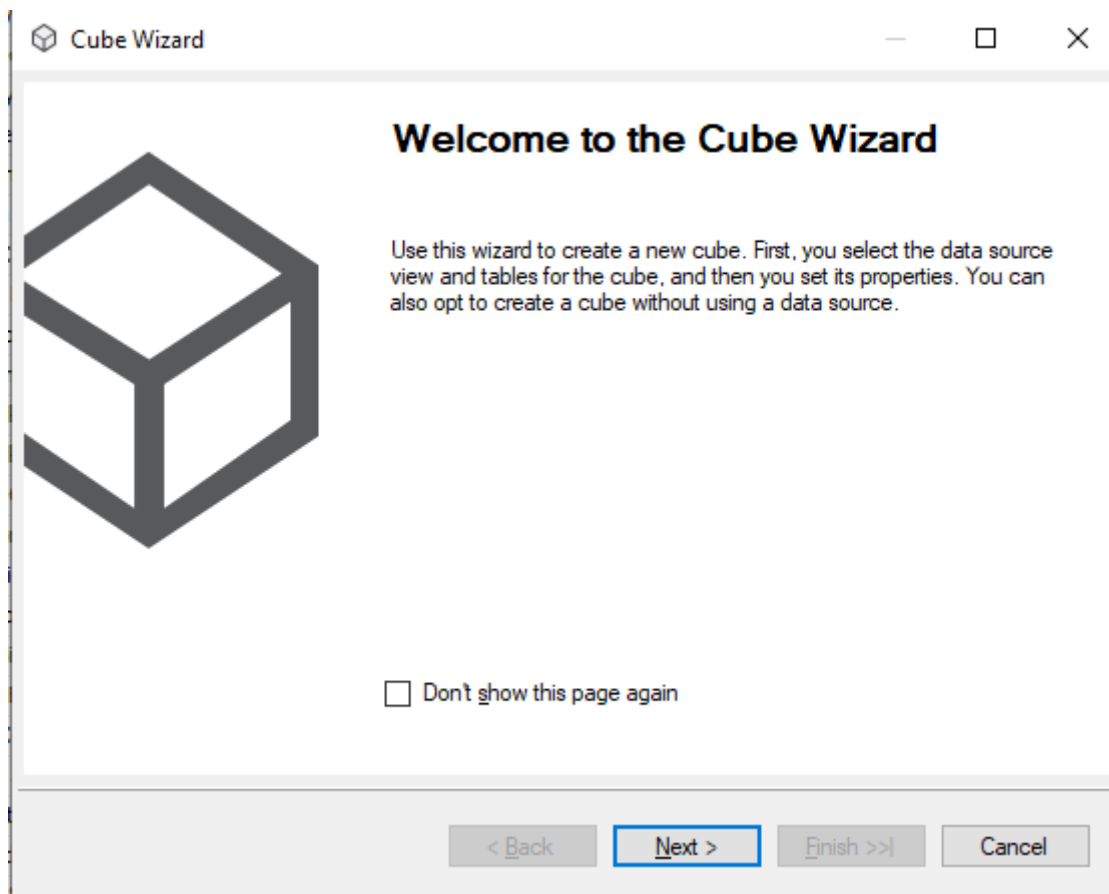 Cube Wizard
Welcome to the Cube Wizard
Use this wizard to create a new cube. First, you select the data source
view and tables for the cube, and then you set its properties. You can
also opt to create a cube without using a data source.
Don't show this page again
< Back
Next >
Finish >>|
Cancel